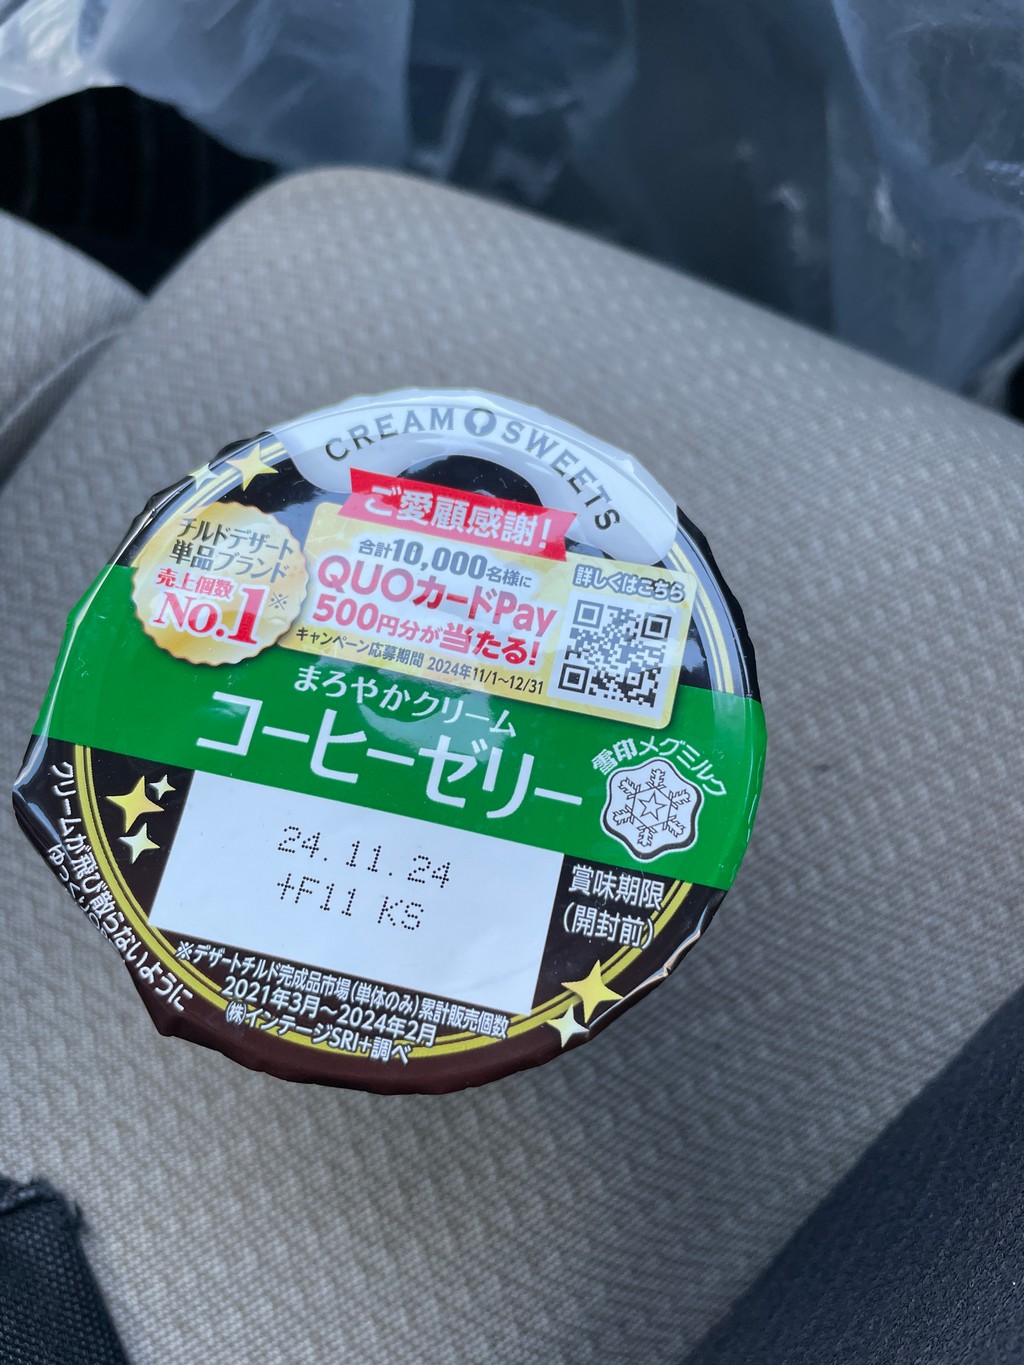 CREAM SWEETS
ご愛顧感謝!
チルドデザート
単品ブランド
売上個数
No.1※
合計10,000名様に
QUOカードPay
500円分が当たる!
キャンペーン応募期間 2024年11/1~12/31
詳しくはこちら
まろやかクリーム
コーヒーゼリー
雪印メグミルク
24.11.24
+F11 KS
賞味期限
(開封前)
クリームが飛び散らないように
ゆっくり
※デザートチルド完成品市場(単体のみ)累計販売個数
2021年3月~2024年2月
㈱インテージSRI+調べ